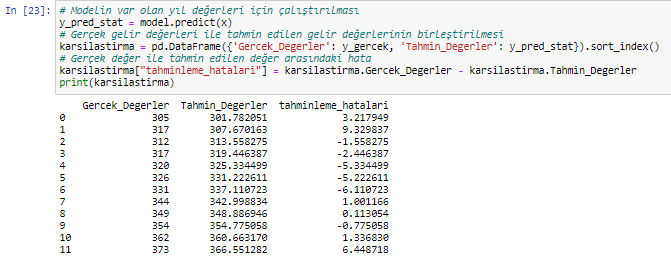 In [23]: # Modelin var olan yıl değerleri için çalıştırılması
y_pred_stat = model.predict(x)
# Gerçek gelir değerleri ile tahmin edilen gelir değerlerinin birleştirilmesi
karsilastirma = pd.DataFrame({'Gercek_Degerler': y_gercek, 'Tahmin_Degerler': y_pred_stat}).sort_index()
# Gerçek değer ile tahmin edilen değer arasındaki hata
karsilastirma["tahminleme_hatalari"] = karsilastirma.Gercek_Degerler - karsilastirma.Tahmin_Degerler
print(karsilastirma)
Gercek_Degerler Tahmin_Degerler tahminleme_hatalari
0 305 301.782051 3.217949
1 317 307.670163 9.329837
2 312 313.558275 -1.558275
3 317 319.446387 -2.446387
4 320 325.334499 -5.334499
5 326 331.222611 -5.222611
6 331 337.110723 -6.110723
7 344 342.998834 1.001166
8 349 348.886946 0.113054
9 354 354.775058 -0.775058
10 362 360.663170 1.336830
11 373 366.551282 6.448718